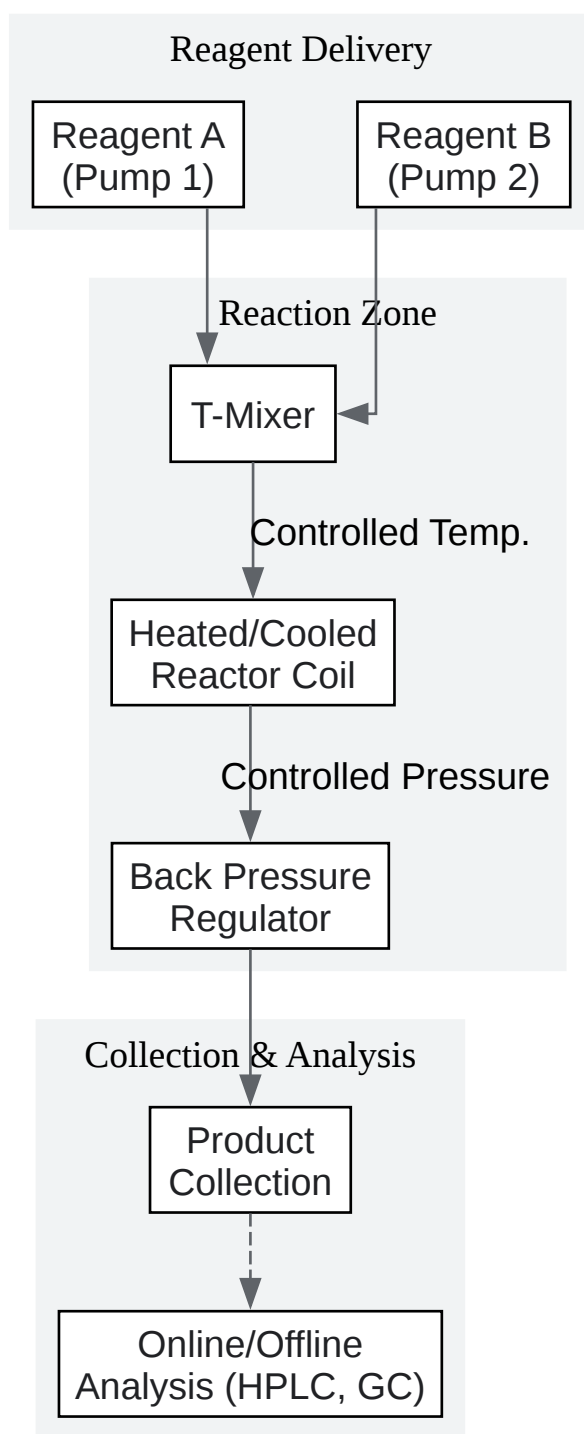 Reagent Delivery
Reagent A
(Pump 1)
Reagent B
(Pump 2)
Reaction Zone
T-Mixer
Controlled Temp.
Heated/Cooled
Reactor Coil
Controlled Pressure
Back Pressure
Regulator
Collection & Analysis
Product
Collection
Online/Offline
Analysis (HPLC, GC)